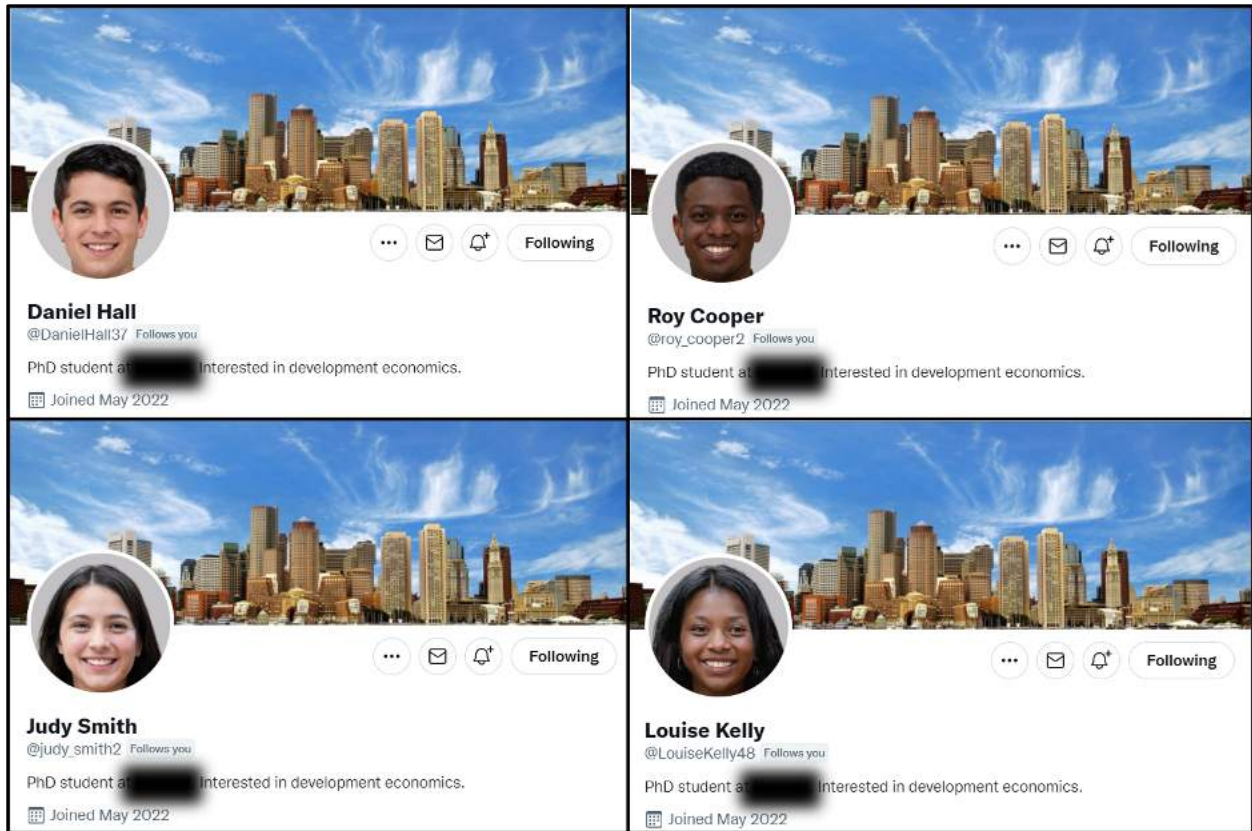 Following
Daniel Hall
@DanielHall37 Follows you
PhD student at Interested in development economics.
Joined May 2022
Following
Roy Cooper
@roy_cooper2 Follows you
PhD student at Interested in development economics.
Joined May 2022
Following
Judy Smith
@judy_smith2 Follows you
PhD student at Interested in development economics.
Joined May 2022
Following
Louise Kelly
@LouiseKelly48 Follows you
PhD student at Interested in development economics.
Joined May 2022